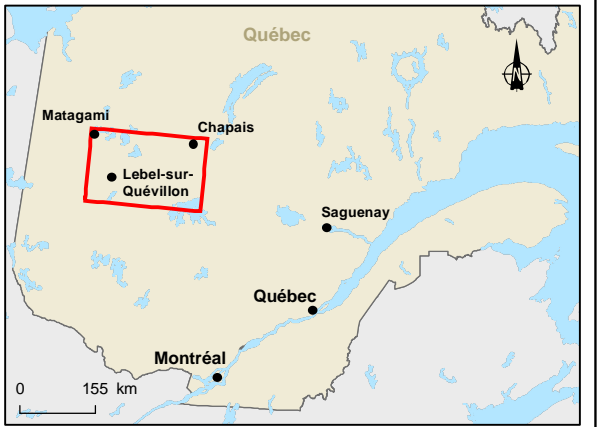 Québec
N
Matagami
Chapais
Lebel-sur-
Quévillon
Saguenay
Québec
Montréal
0 155 km